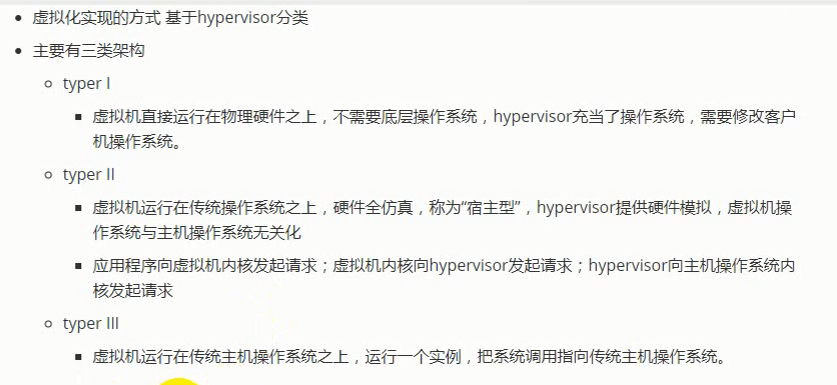 虚拟化实现的方式 基于hypervisor分类
主要有三类架构
typer I
虚拟机直接运行在物理硬件之上，不需要底层操作系统，hypervisor充当了操作系统，需要修改客户
机操作系统。
typer II
虚拟机运行在传统操作系统之上，硬件全仿真，称为“宿主型”，hypervisor提供硬件模拟，虚拟机操
作系统与主机操作系统无关化
应用程序向虚拟机内核发起请求；虚拟机内核向hypervisor发起请求；hypervisor向主机操作系统内
核发起请求
typer III
虚拟机运行在传统主机操作系统之上，运行一个实例，把系统调用指向传统主机操作系统。